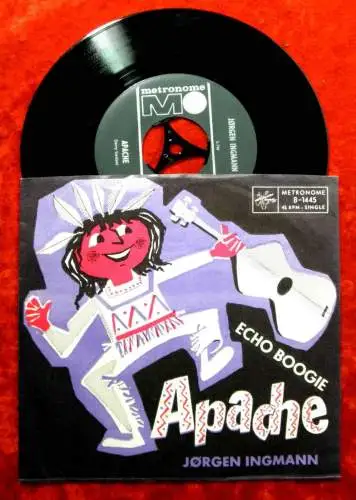 metronome
M
JØRGEN INGMANN
APACHE
METRONOME
B-1445
45 RPM - SINGLE
ECHO BOOGIE
Apache
JØRGEN INGMANN